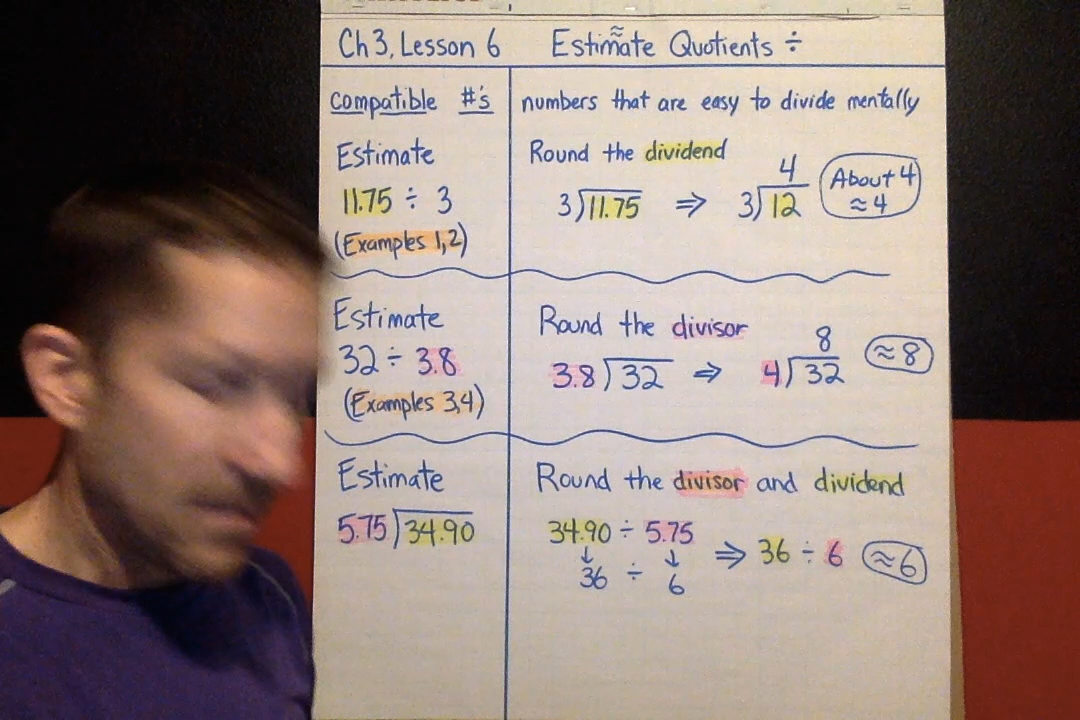 Ch 3, Lesson 6 Estimate Quotients ÷
≈
compatible #'s numbers that are easy to divide mentally
Estimate
11.75 ÷ 3
(Examples 1,2)
Round the dividend
4
3)11.75 ⇒ 3)12
About 4
≈ 4
Estimate
32 ÷ 3.8
(Examples 3,4)
Round the divisor
8
3.8)32 ⇒ 4)32 ≈ 8
Estimate
5.75)34.90
Round the divisor and dividend
34.90 ÷ 5.75 ⇒ 36 ÷ 6 ≈ 6
↓ ↓
36 ÷ 6